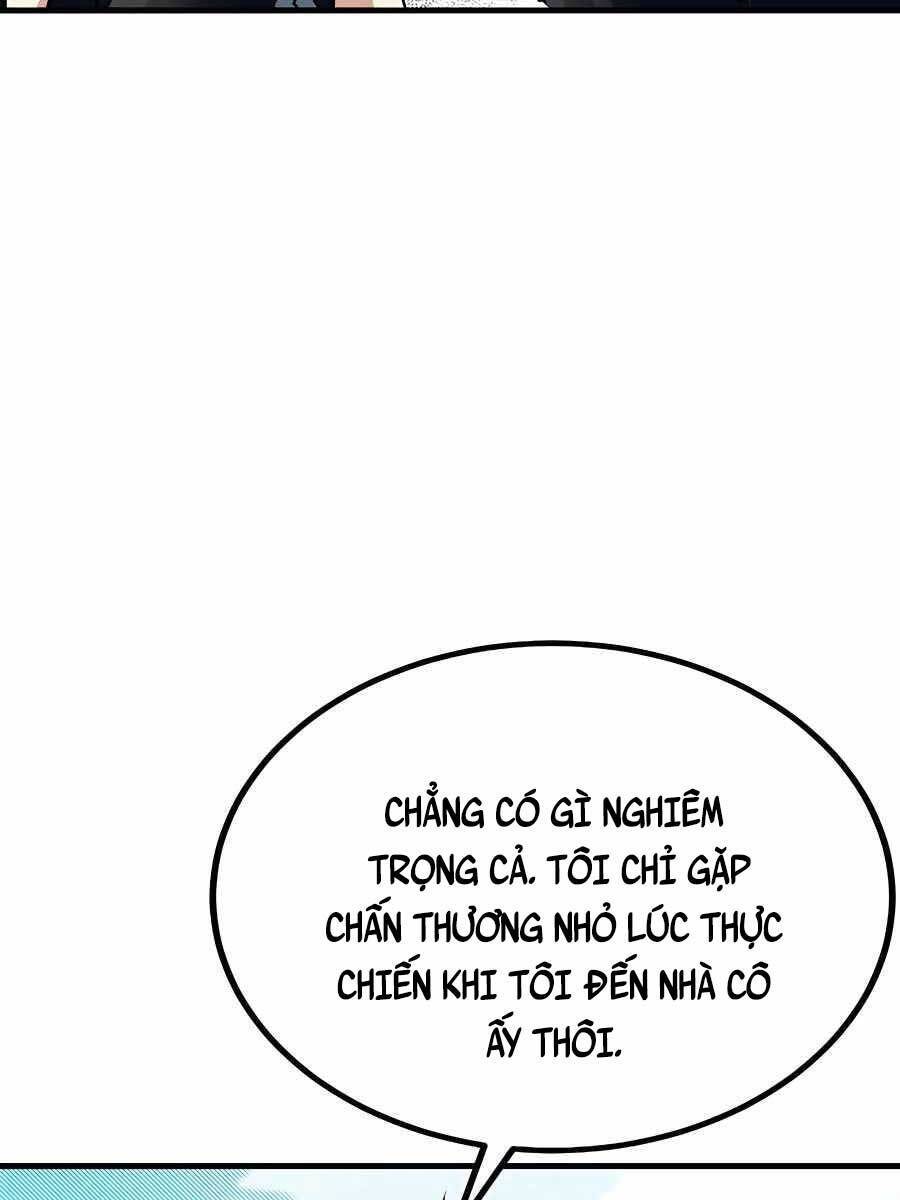 CHẲNG CÓ GÌ NGHIÊM
TRỌNG CẢ. TÔI CHỈ GẶP
CHẤN THƯƠNG NHỎ LÚC THỰC
CHIẾN KHI TÔI ĐẾN NHÀ CÔ
ẤY THÔI.